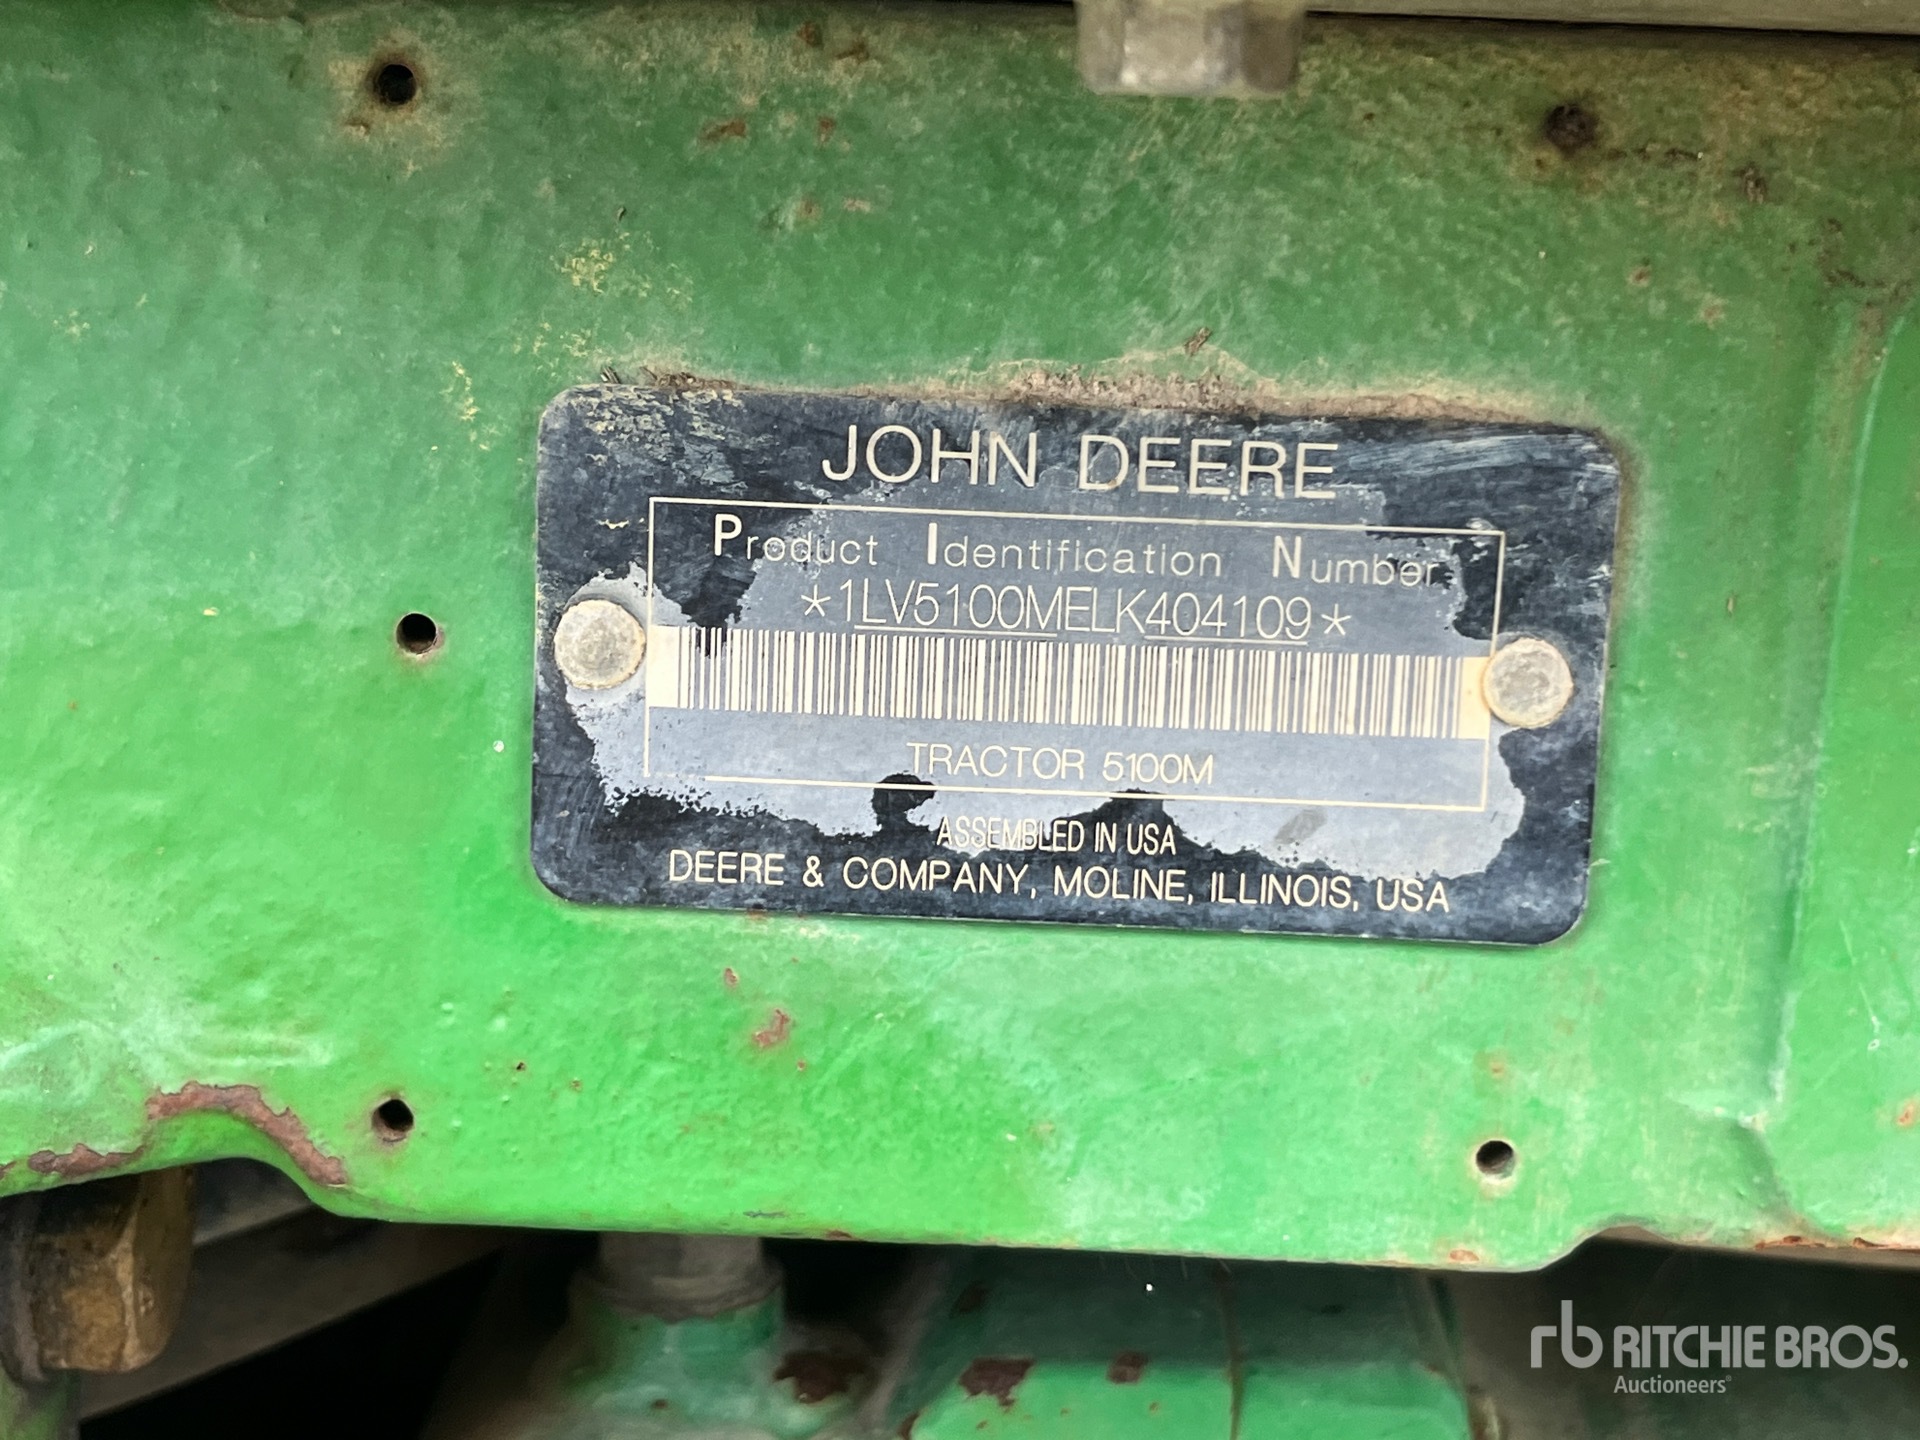 JOHN DEERE
Product Identification Number
*1LV5100MELK404109*
TRACTOR 5100M
ASSEMBLED IN USA
DEERE & COMPANY, MOLINE, ILLINOIS, USA
rb RITCHIE BROS.
Auctioneers®